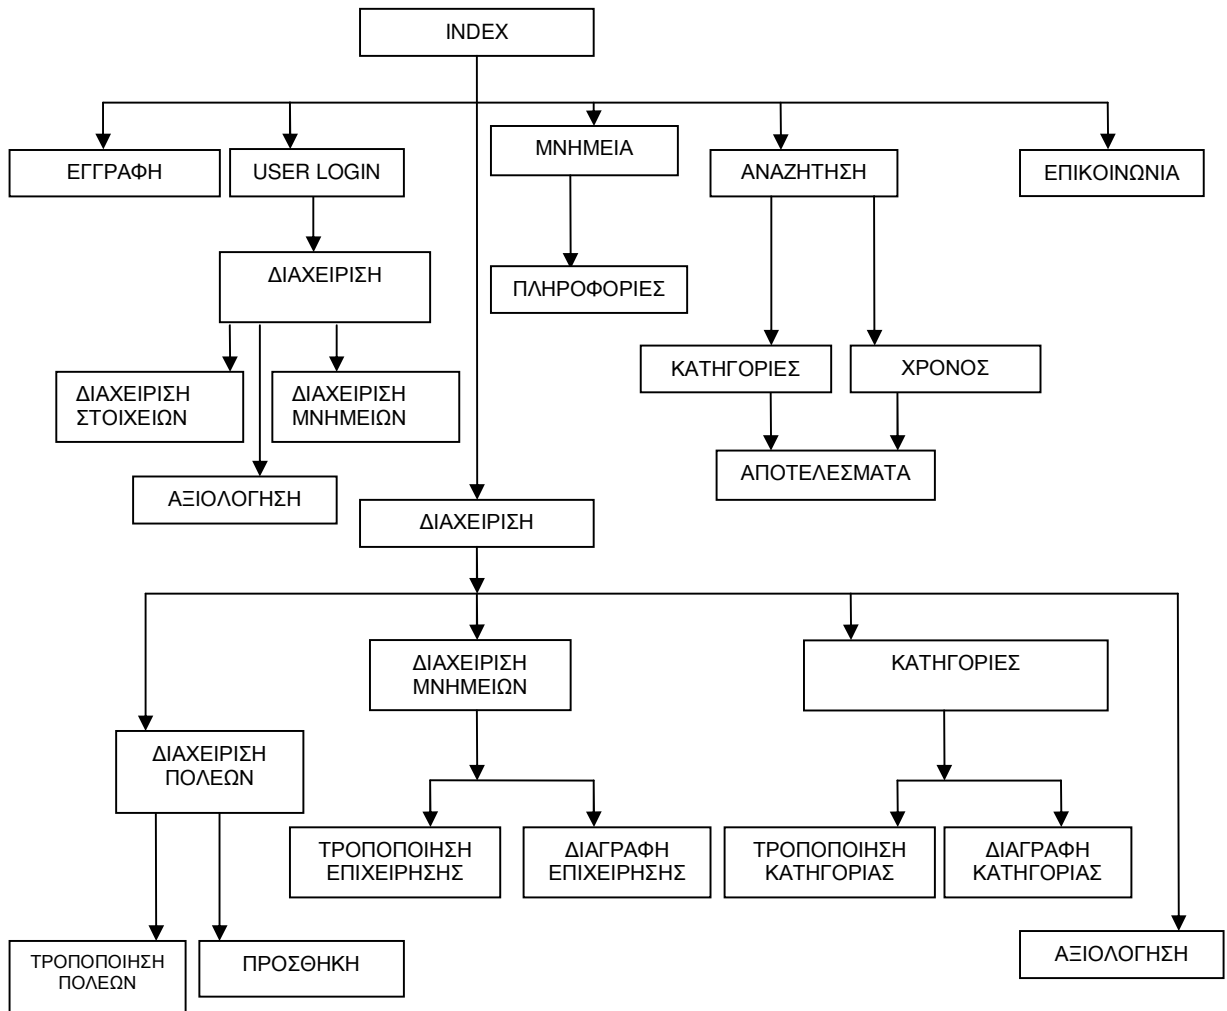 INDEX
ΕΓΓΡΑΦΗ
USER LOGIN
ΜΝΗΜΕΙΑ
ΑΝΑΖΗΤΗΣΗ
ΕΠΙΚΟΙΝΩΝΙΑ
ΔΙΑΧΕΙΡΙΣΗ
ΠΛΗΡΟΦΟΡΙΕΣ
ΔΙΑΧΕΙΡΙΣΗ
ΣΤΟΙΧΕΙΩΝ
ΔΙΑΧΕΙΡΙΣΗ
ΜΝΗΜΕΙΩΝ
ΚΑΤΗΓΟΡΙΕΣ
ΧΡΟΝΟΣ
ΑΞΙΟΛΟΓΗΣΗ
ΑΠΟΤΕΛΕΣΜΑΤΑ
ΔΙΑΧΕΙΡΙΣΗ
ΔΙΑΧΕΙΡΙΣΗ
ΜΝΗΜΕΙΩΝ
ΚΑΤΗΓΟΡΙΕΣ
ΔΙΑΧΕΙΡΙΣΗ
ΠΟΛΕΩΝ
ΤΡΟΠΟΠΟΙΗΣΗ
ΕΠΙΧΕΙΡΗΣΗΣ
ΔΙΑΓΡΑΦΗ
ΕΠΙΧΕΙΡΗΣΗΣ
ΤΡΟΠΟΠΟΙΗΣΗ
ΚΑΤΗΓΟΡΙΑΣ
ΔΙΑΓΡΑΦΗ
ΚΑΤΗΓΟΡΙΑΣ
ΤΡΟΠΟΠΟΙΗΣΗ
ΠΟΛΕΩΝ
ΠΡΟΣΘΗΚΗ
ΑΞΙΟΛΟΓΗΣΗ